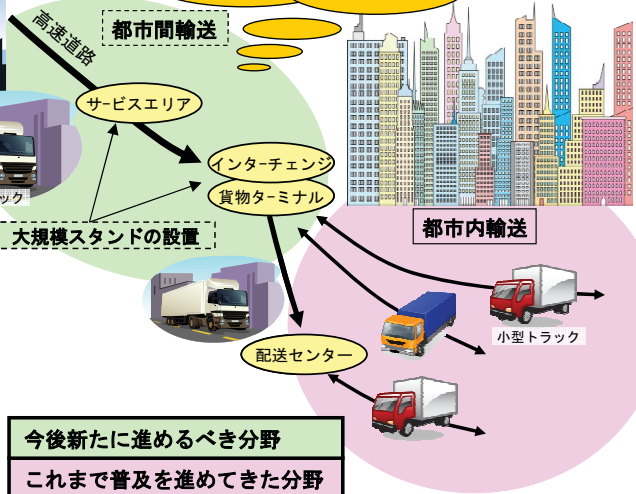 高速道路
都市間輸送
サービスエリア
インターチェンジ
貨物ターミナル
ック
大規模スタンドの設置
都市内輸送
小型トラック
配送センター
今後新たに進めるべき分野
これまで普及を進めてきた分野